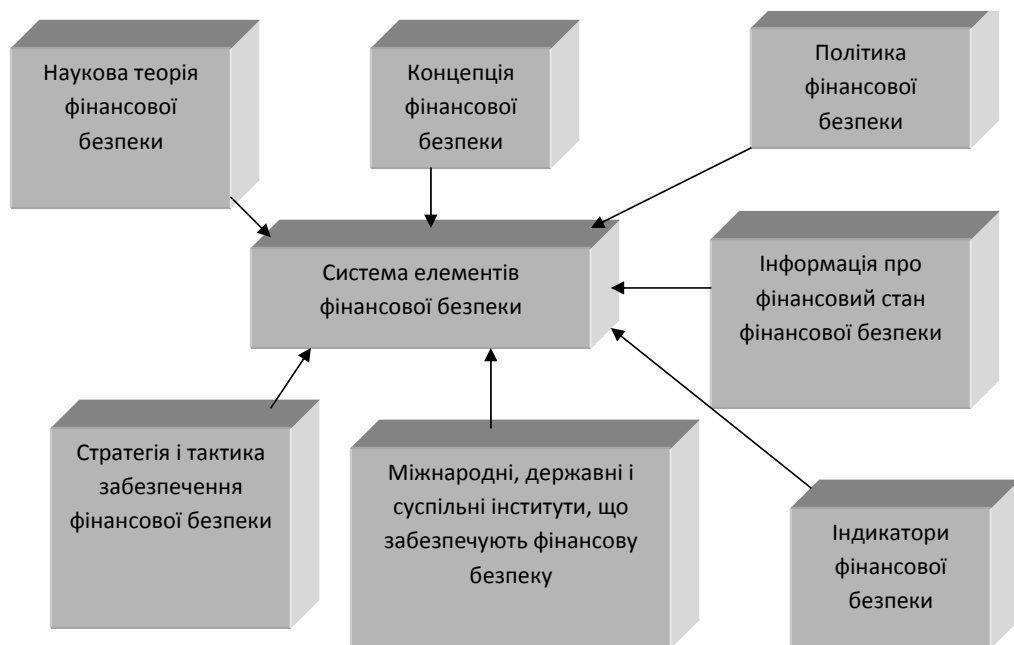 Наукова теорія
фінансової
безпеки
Концепція
фінансової
безпеки
Політика
фінансової
безпеки
Система елементів
фінансової безпеки
Інформація про
фінансовий стан
фінансової безпеки
Стратегія і тактика
забезпечення
фінансової безпеки
Міжнародні, державні і
суспільні інститути, що
забезпечують фінансову
безпеку
Індикатори
фінансової
безпеки